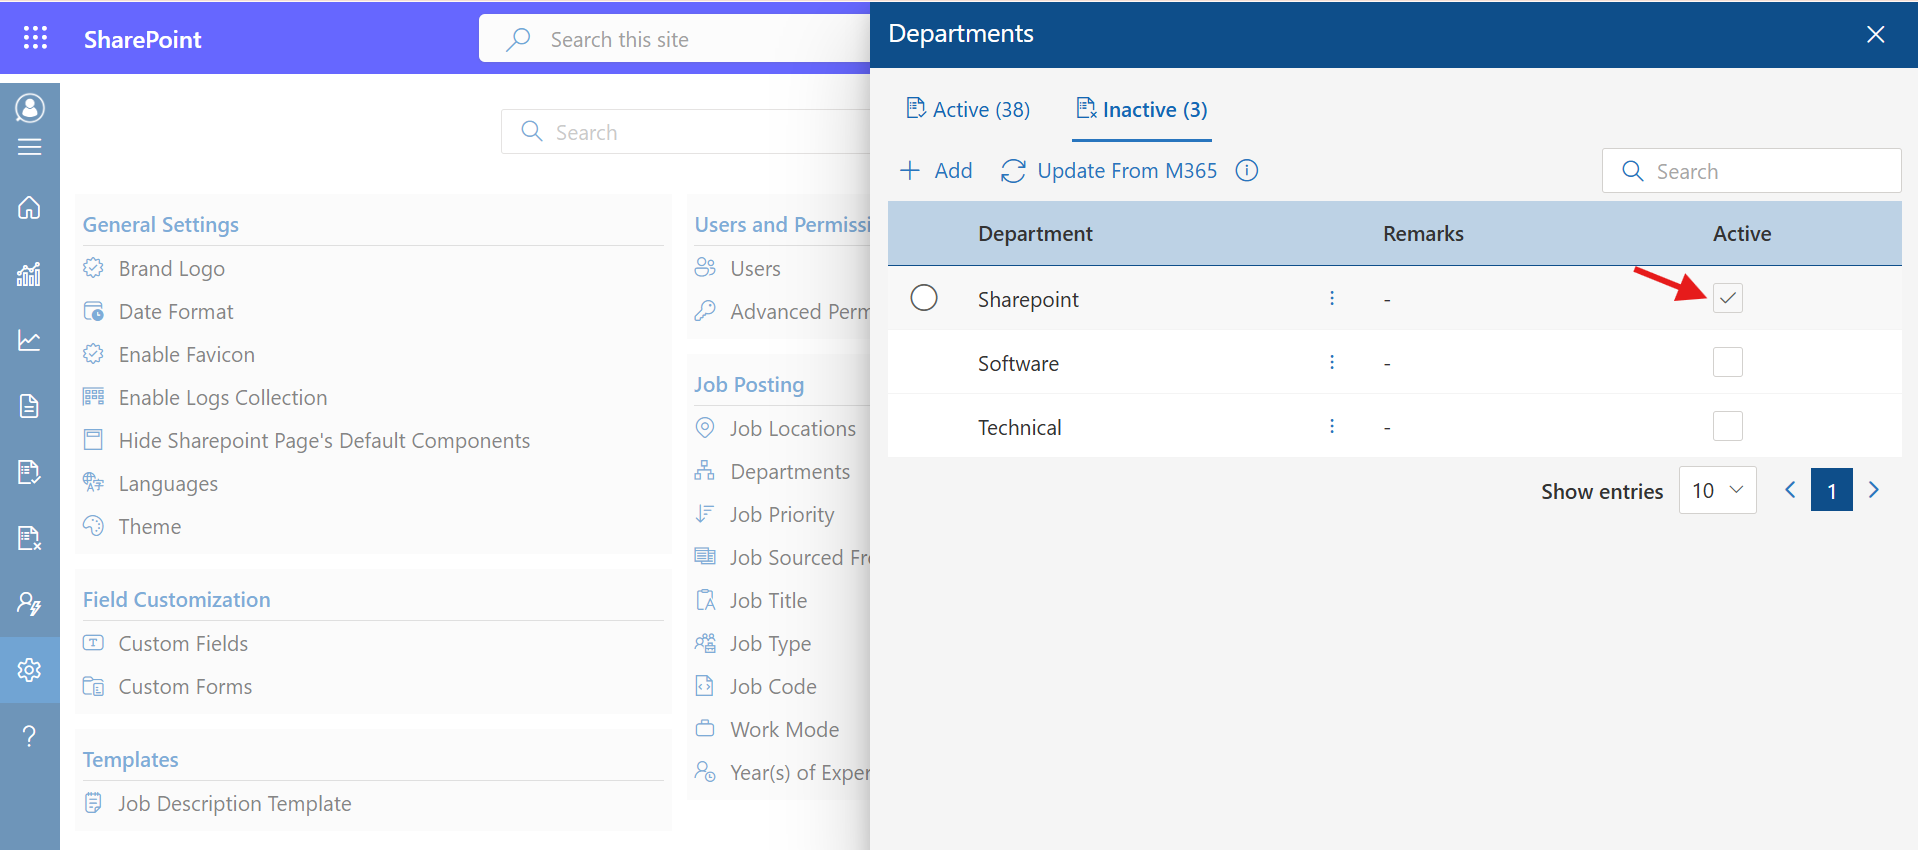 SharePoint
Search this site
Search
General Settings
Brand Logo
Date Format
Enable Favicon
Enable Logs Collection
Hide Sharepoint Page's Default Components
Languages
Theme
Field Customization
Custom Fields
Custom Forms
Templates
Job Description Template
Users and Permissi
Users
Advanced Perm
Job Posting
Job Locations
Departments
Job Priority
Job Sourced Fr
Job Title
Job Type
Job Code
Work Mode
Year(s) of Exper
Departments
Active (38) Inactive (3)
Add Update From M365
Search
Department Remarks Active
Sharepoint -
Software -
Technical -
Show entries 10 1